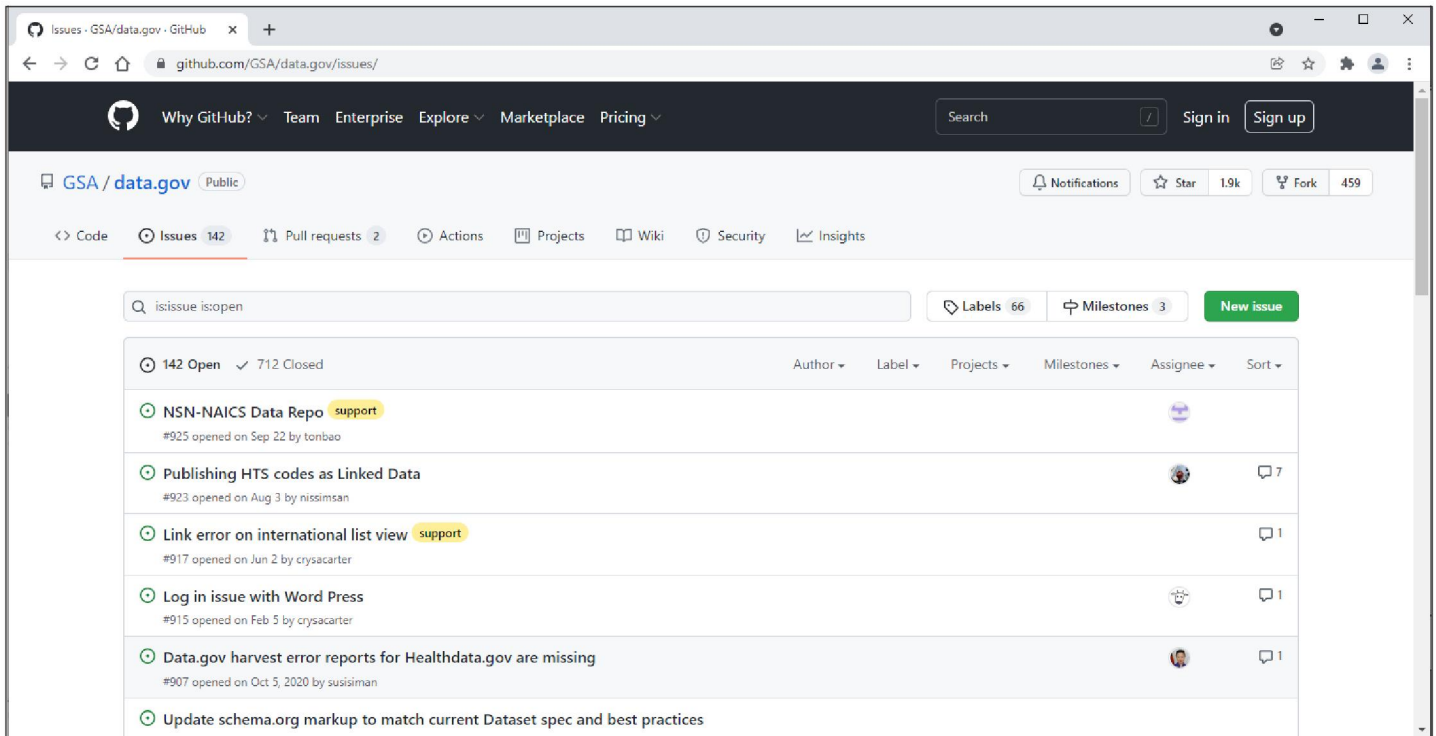 Issues · GSA/data.gov · GitHub
github.com/GSA/data.gov/issues/
Why GitHub? Team Enterprise Explore Marketplace Pricing Search / Sign in Sign up
GSA / data.gov Public Notifications Star 1.9k Fork 459
<> Code Issues 142 Pull requests 2 Actions Projects Wiki Security Insights
is:issue is:open Labels 66 Milestones 3 New issue
142 Open 712 Closed Author Label Projects Milestones Assignee Sort
NSN-NAICS Data Repo support
#925 opened on Sep 22 by tonbao
Publishing HTS codes as Linked Data 7
#923 opened on Aug 3 by nissimsan
Link error on international list view support 1
#917 opened on Jun 2 by crysacarter
Log in issue with Word Press 1
#915 opened on Feb 5 by crysacarter
Data.gov harvest error reports for Healthdata.gov are missing 1
#907 opened on Oct 5, 2020 by susisiman
Update schema.org markup to match current Dataset spec and best practices